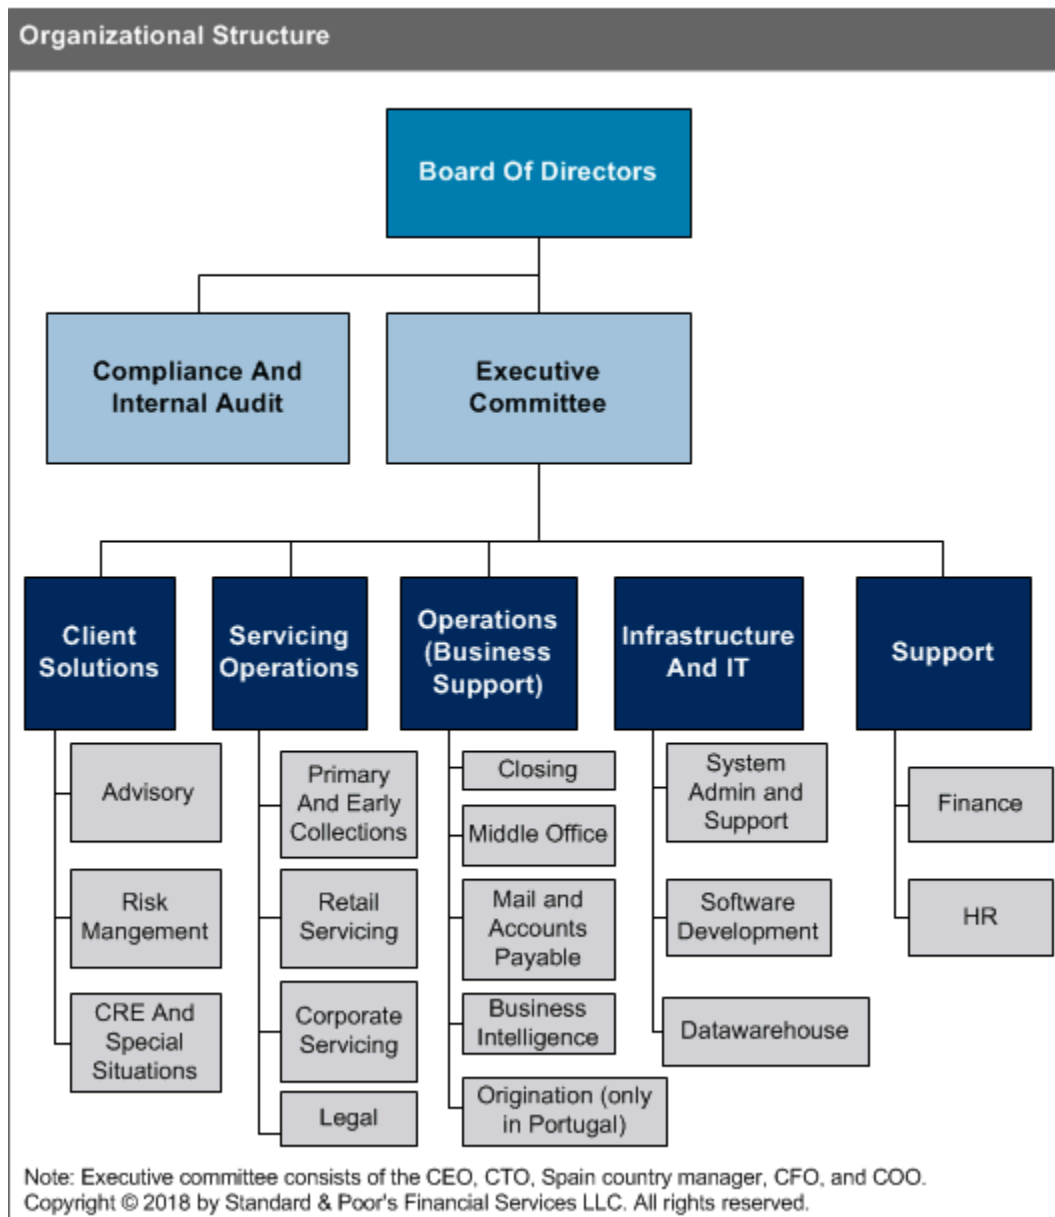 Organizational Structure
Board Of Directors
Compliance And
Internal Audit
Executive
Committee
Client
Solutions
Servicing
Operations
Operations
(Business
Support)
Infrastructure
And IT
Support
Advisory
Risk
Mangement
CRE And
Special
Situations
Primary
And Early
Collections
Retail
Servicing
Corporate
Servicing
Legal
Closing
Middle Office
Mail and
Accounts
Payable
Business
Intelligence
Origination (only
in Portugal)
System
Admin and
Support
Software
Development
Datawarehouse
Finance
HR
Note: Executive committee consists of the CEO, CTO, Spain country manager, CFO, and COO.
Copyright © 2018 by Standard & Poor's Financial Services LLC. All rights reserved.